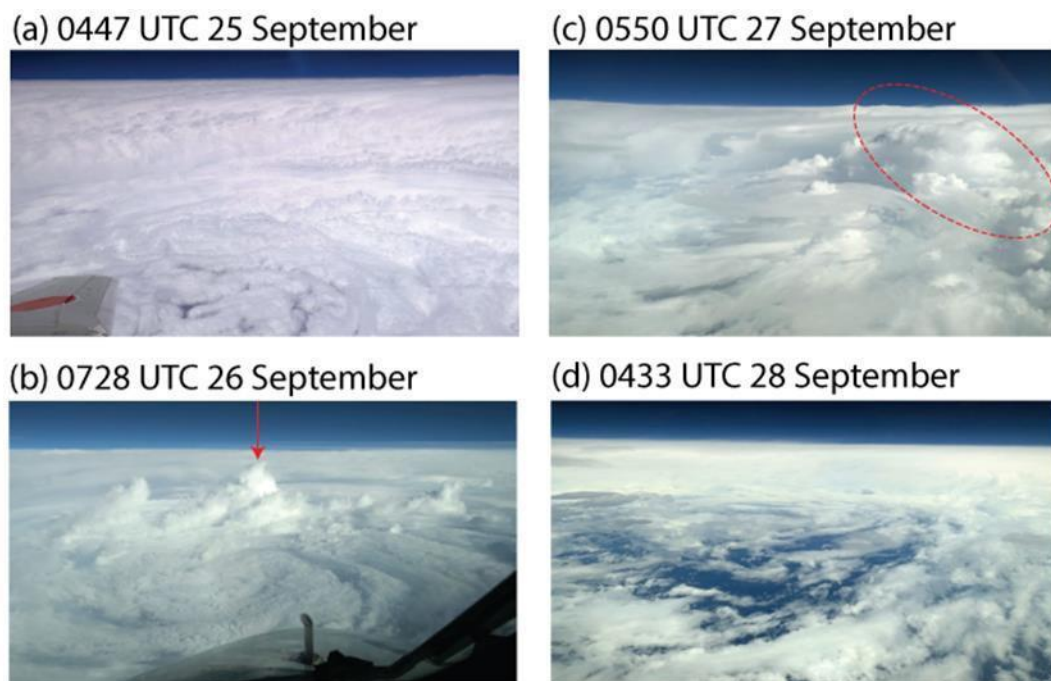 (a) 0447 UTC 25 September
(c) 0550 UTC 27 September
(b) 0728 UTC 26 September
(d) 0433 UTC 28 September